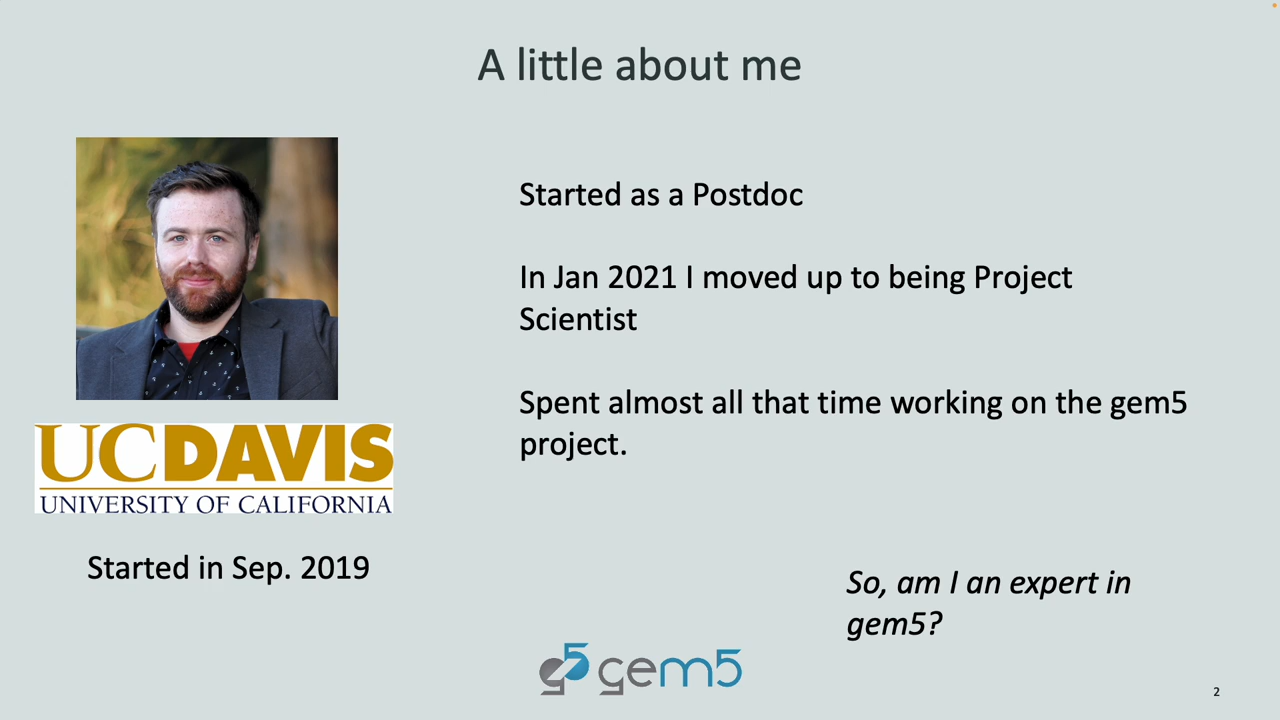 A little about me
Started as a Postdoc
In Jan 2021 I moved up to being Project
Scientist
Spent almost all that time working on the gem5
project.
UCDAVIS
UNIVERSITY OF CALIFORNIA
Started in Sep. 2019
So, am I an expert in
gem5?
g5 gem5
2